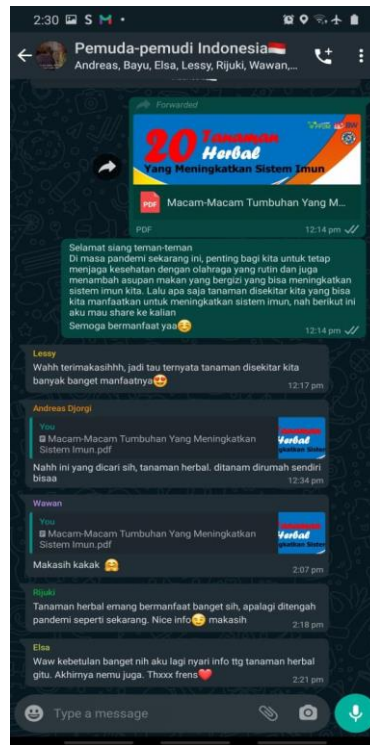 2:30 S M •
Pemuda-pemudi Indonesia
Andreas, Bayu, Elsa, Lessy, Rijuki, Wawan,...
Forwarded
20 Tanaman
Herbal
Yang Meningkatkan Sistem Imun
PDF Macam-Macam Tumbuhan Yang M...
PDF 12:14 pm
Selamat siang teman-teman
Di masa pandemi sekarang ini, penting bagi kita untuk tetap
menjaga kesehatan dengan olahraga yang rutin dan juga
menambah asupan makan yang bergizi yang bisa meningkatkan
sistem imun kita. Lalu apa saja tanaman disekitar kita yang bisa
kita manfaatkan untuk meningkatkan sistem imun, nah berikut ini
aku mau share ke kalian
Semoga bermanfaat yaa😊 12:14 pm
Lessy
Wahh terimakasihhh, jadi tau ternyata tanaman disekitar kita
banyak banget manfaatnya😍 12:17 pm
Andreas Djorgi
You
Macam-Macam Tumbuhan Yang Meningkatkan
Sistem Imun.pdf
Herbal
Nahh ini yang dicari sih, tanaman herbal. ditanam dirumah sendiri
bisaa 12:34 pm
Wawan
You
Macam-Macam Tumbuhan Yang Meningkatkan
Sistem Imun.pdf
Herbal
Makasih kakak 🤗 2:07 pm
Rijuki
Tanaman herbal emang bermanfaat banget sih, apalagi ditengah
pandemi seperti sekarang. Nice info😉 makasih 2:18 pm
Elsa
Waw kebetulan banget nih aku lagi nyari info ttg tanaman herbal
gitu. Akhirnya nemu juga. Thxxx frens❤ 2:21 pm
Type a message